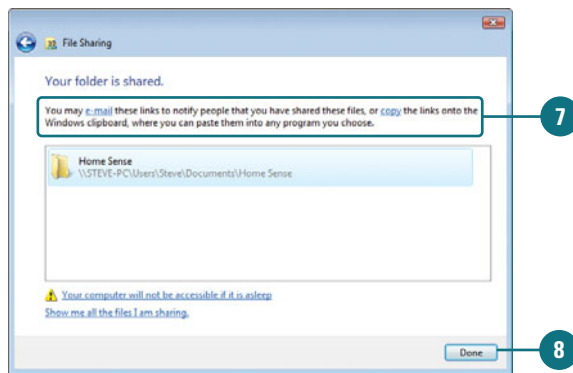 File Sharing
Your folder is shared.
You may e-mail these links to notify people that you have shared these files, or copy the links onto the
Windows clipboard, where you can paste them into any program you choose.
7
Home Sense
\\STEVE-PC\Users\Steve\Documents\Home Sense
Your computer will not be accessible if it is asleep
Show me all the files I am sharing.
Done
8